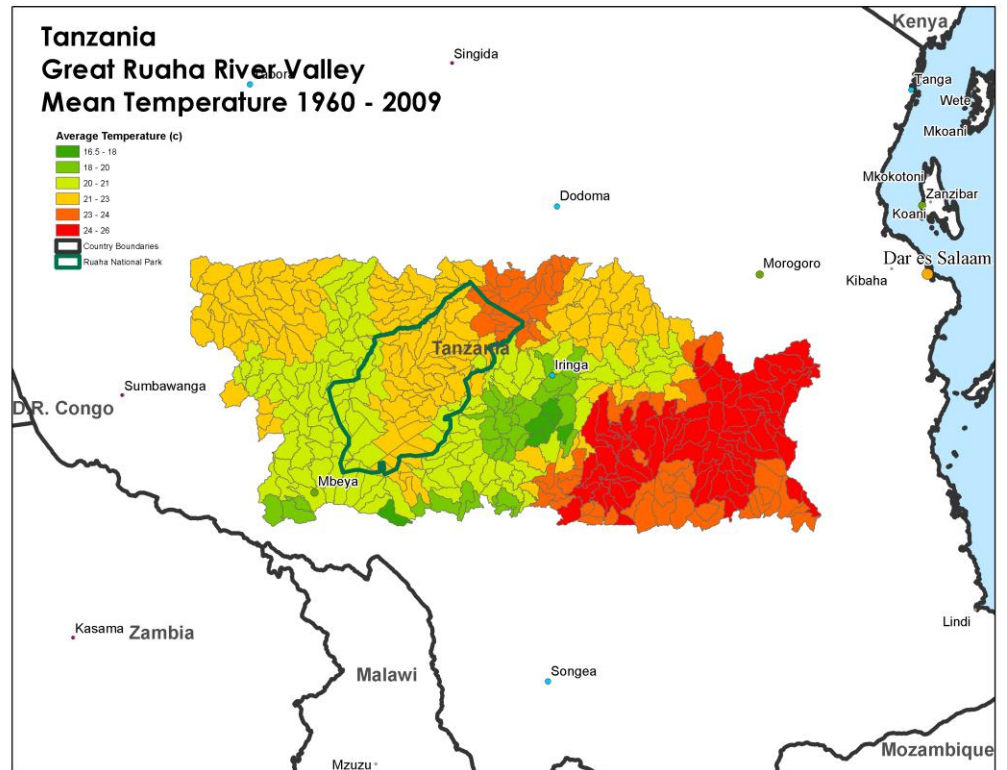 Tanzania
Great Ruaha River Valley
Mean Temperature 1960 - 2009
Average Temperature (c)
16.5 - 18
18 - 20
20 - 21
21 - 23
23 - 24
24 - 26
Country Boundaries
Ruaha National Park
Kenya
Singida
Tabora
Tanga
Wete
Mkoani
Mkokotoni
Zanzibar
Koani
Dodoma
Dar es Salaam
Morogoro
Kibaha
Tanzania
Iringa
Sumbawanga
D.R. Congo
Mbeya
Lindi
Kasama
Zambia
Malawi
Songea
Mozambique
Mzuzu